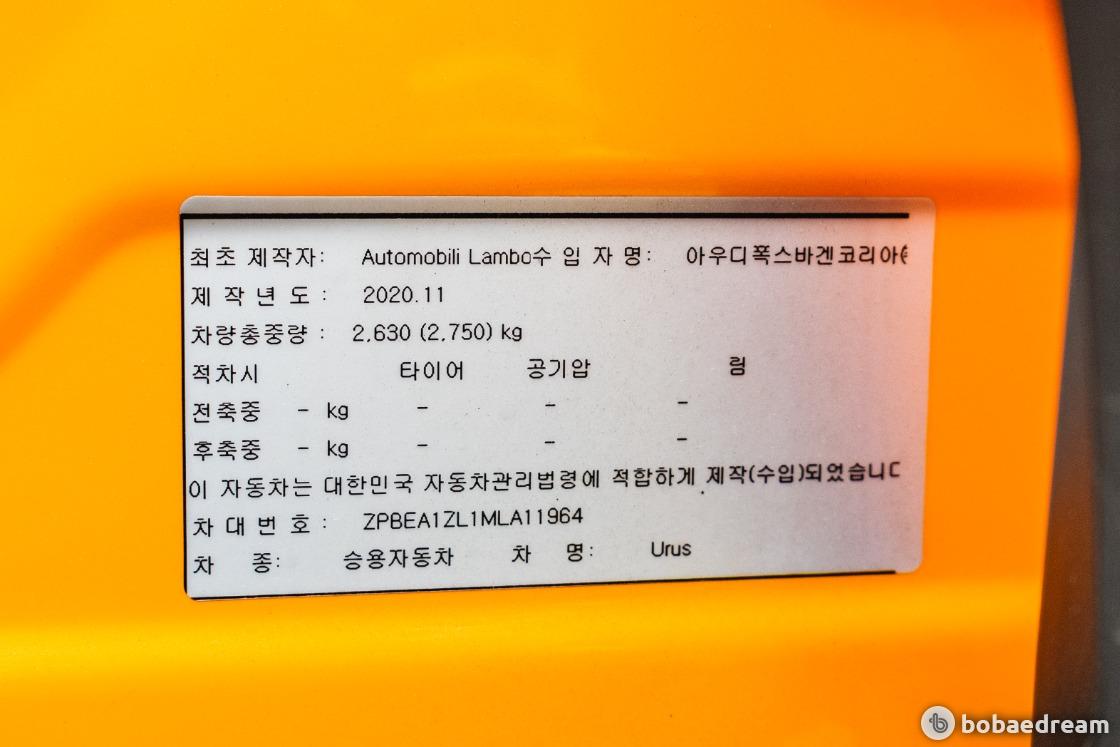 최초 제작자: Automobili Lambo수 입 자 명: 아우디폭스바겐코리아(
제 작 년 도 : 2020.11
차량총중량 : 2,630 (2,750) kg
적차시 타이어 공기압 림
전축중 - kg - - -
후축중 - kg - - -
이 자동차는 대한민국 자동차관리법령에 적합하게 제작(수입)되었습니
차 대 번 호 : ZPBEA1ZL1MLA11964
차 종: 승용자동차 차 명: Urus
bobaedream